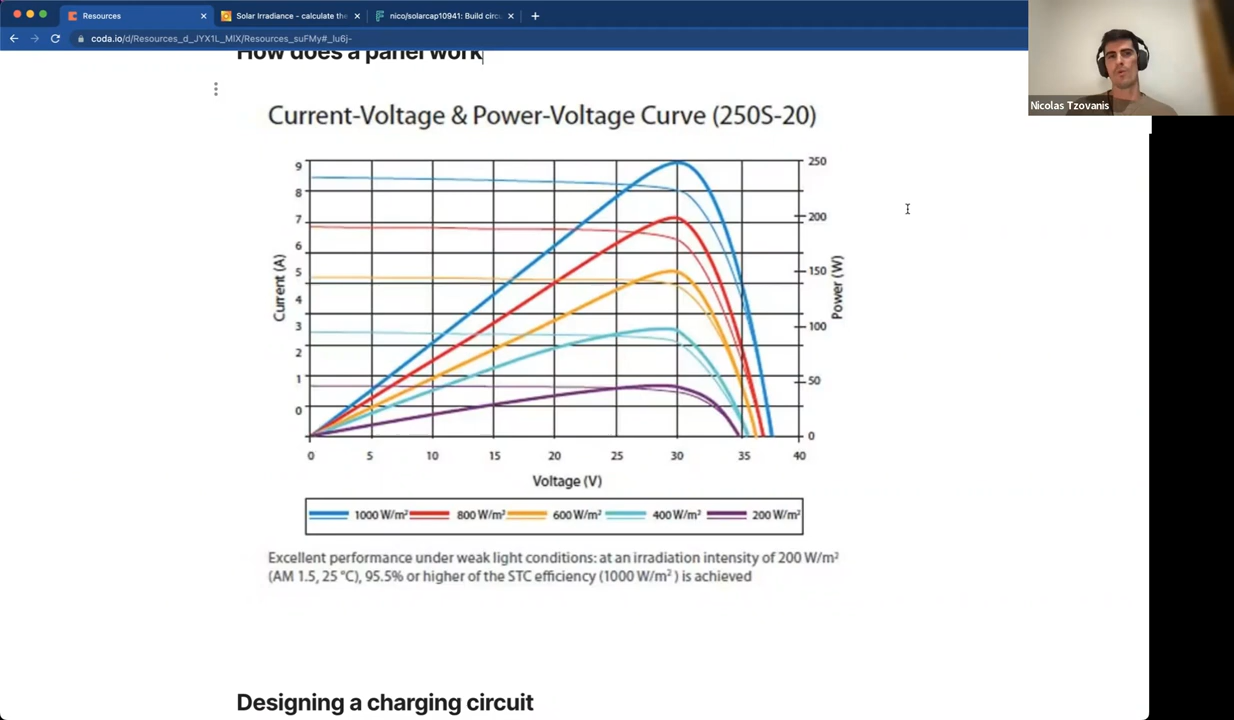 Resources
Solar Irradiance - calculate the
nico/solarcap10941: Build circ
coda.io/d/Resources_d_JYX1L_MIX/Resources_suFMy#_lu6j-
Nicolas Tzovanis
How does a panel work
Current-Voltage & Power-Voltage Curve (250S-20)
9
8
7
6
5
4
3
2
1
0
Current (A)
250
200
150
100
50
0
Power (W)
0 5 10 15 20 25 30 35 40
Voltage (V)
1000 W/m² 800 W/m² 600 W/m² 400 W/m² 200 W/m²
Excellent performance under weak light conditions: at an irradiation intensity of 200 W/m²
(AM 1.5, 25 °C), 95.5% or higher of the STC efficiency (1000 W/m² ) is achieved
Designing a charging circuit